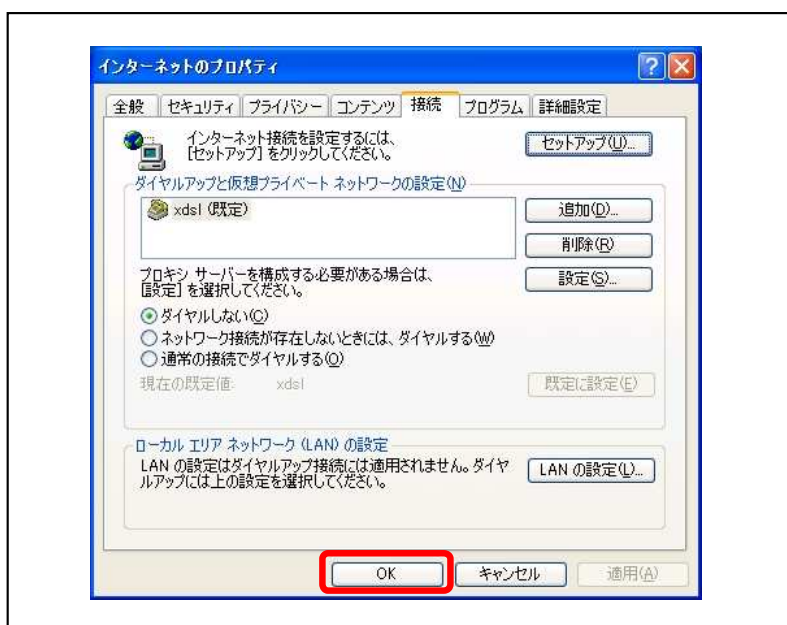 インターネットのプロパティ
全般 セキュリティ プライバシー コンテンツ 接続 プログラム 詳細設定
インターネット接続を設定するには、
[セットアップ] をクリックしてください。
セットアップ(U)...
ダイヤルアップと仮想プライベート ネットワークの設定(N)
xdsl (既定)
追加(D)...
削除(R)
プロキシ サーバーを構成する必要がある場合は、
[設定] を選択してください。
設定(S)...
ダイヤルしない(C)
ネットワーク接続が存在しないときには、ダイヤルする(W)
通常の接続でダイヤルする(O)
現在の既定値: xdsl
既定に設定(E)
ローカル エリア ネットワーク (LAN) の設定
LAN の設定はダイヤルアップ接続には適用されません。ダイヤ
ルアップには上の設定を選択してください。
LAN の設定(L)...
OK キャンセル 適用(A)